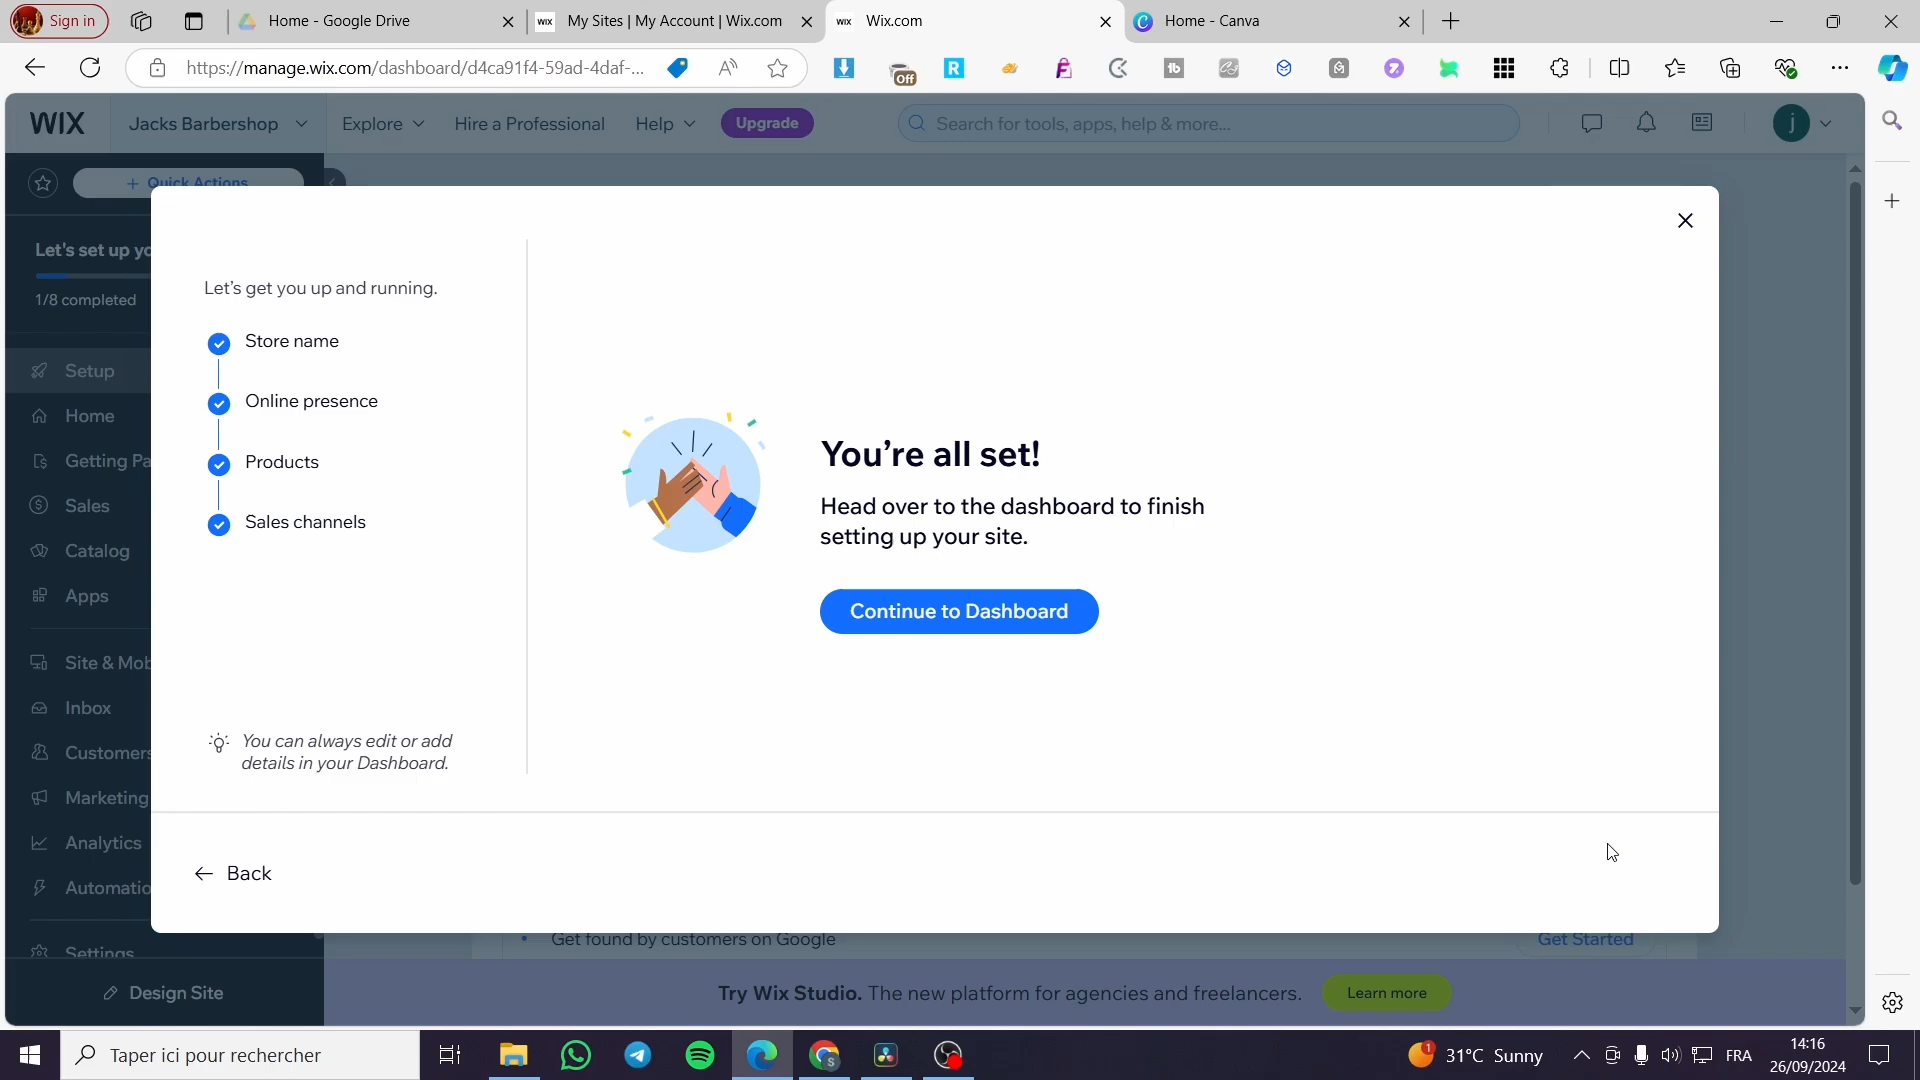 Sign in
Home - Google Drive
WIX My Sites | My Account | Wix.com
WIX Wix.com
C Home - Canva
https://manage.wix.com/dashboard/d4ca91f4-59ad-4daf-...
Off
WIX
Jacks Barbershop
Explore
Hire a Professional
Help
Upgrade
Search for tools, apps, help & more...
j
+ Quick Actions
Let's set up yo
1/8 completed
Setup
Home
Getting Pa
Sales
Catalog
Apps
Site & Mob
Inbox
Customers
Marketing
Analytics
Automatio
Settings
Design Site
Let's get you up and running.
Store name
Online presence
Products
Sales channels
You can always edit or add
details in your Dashboard.
You're all set!
Head over to the dashboard to finish
setting up your site.
Continue to Dashboard
Back
Get found by customers on Google
Get Started
Try Wix Studio. The new platform for agencies and freelancers.
Learn more
Taper ici pour rechercher
1
31°C Sunny
FRA
14:16
26/09/2024